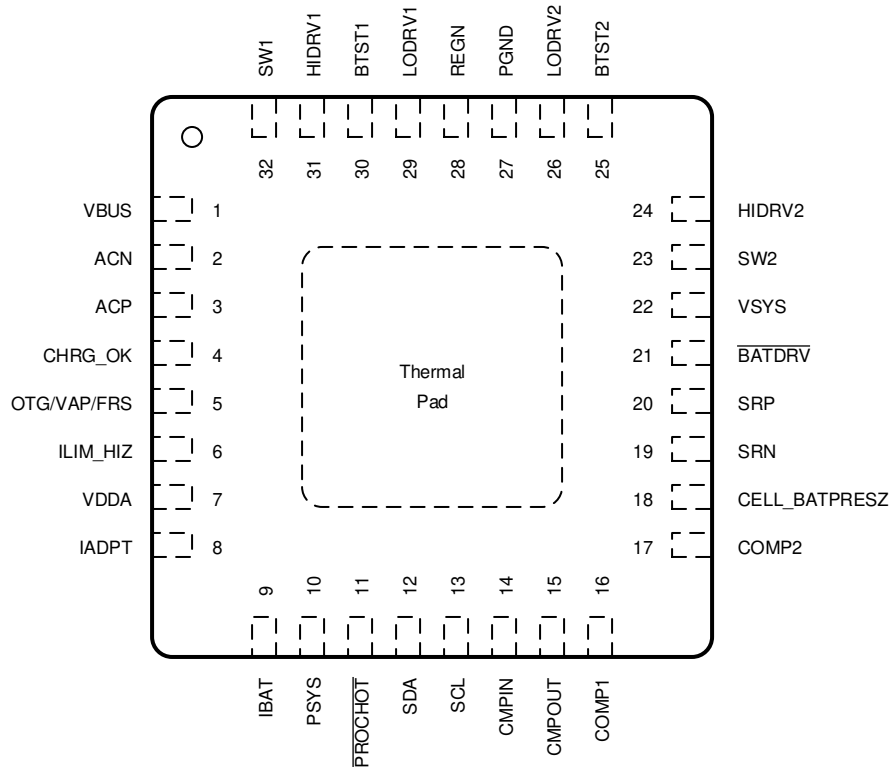 SW1
HIDRV1
BTST1
LODRV1
REGN
PGND
LODRV2
BTST2
32
31
30
29
28
27
26
25
VBUS 1
ACN 2
ACP 3
CHRG_OK 4
OTG/VAP/FRS 5
ILIM_HIZ 6
VDDA 7
IADPT 8
Thermal
Pad
24 HIDRV2
23 SW2
22 VSYS
21 BATDRV
20 SRP
19 SRN
18 CELL_BATPRESZ
17 COMP2
9
10
11
12
13
14
15
16
IBAT
PSYS
PROCHOT
SDA
SCL
CMPIN
CMPOUT
COMP1